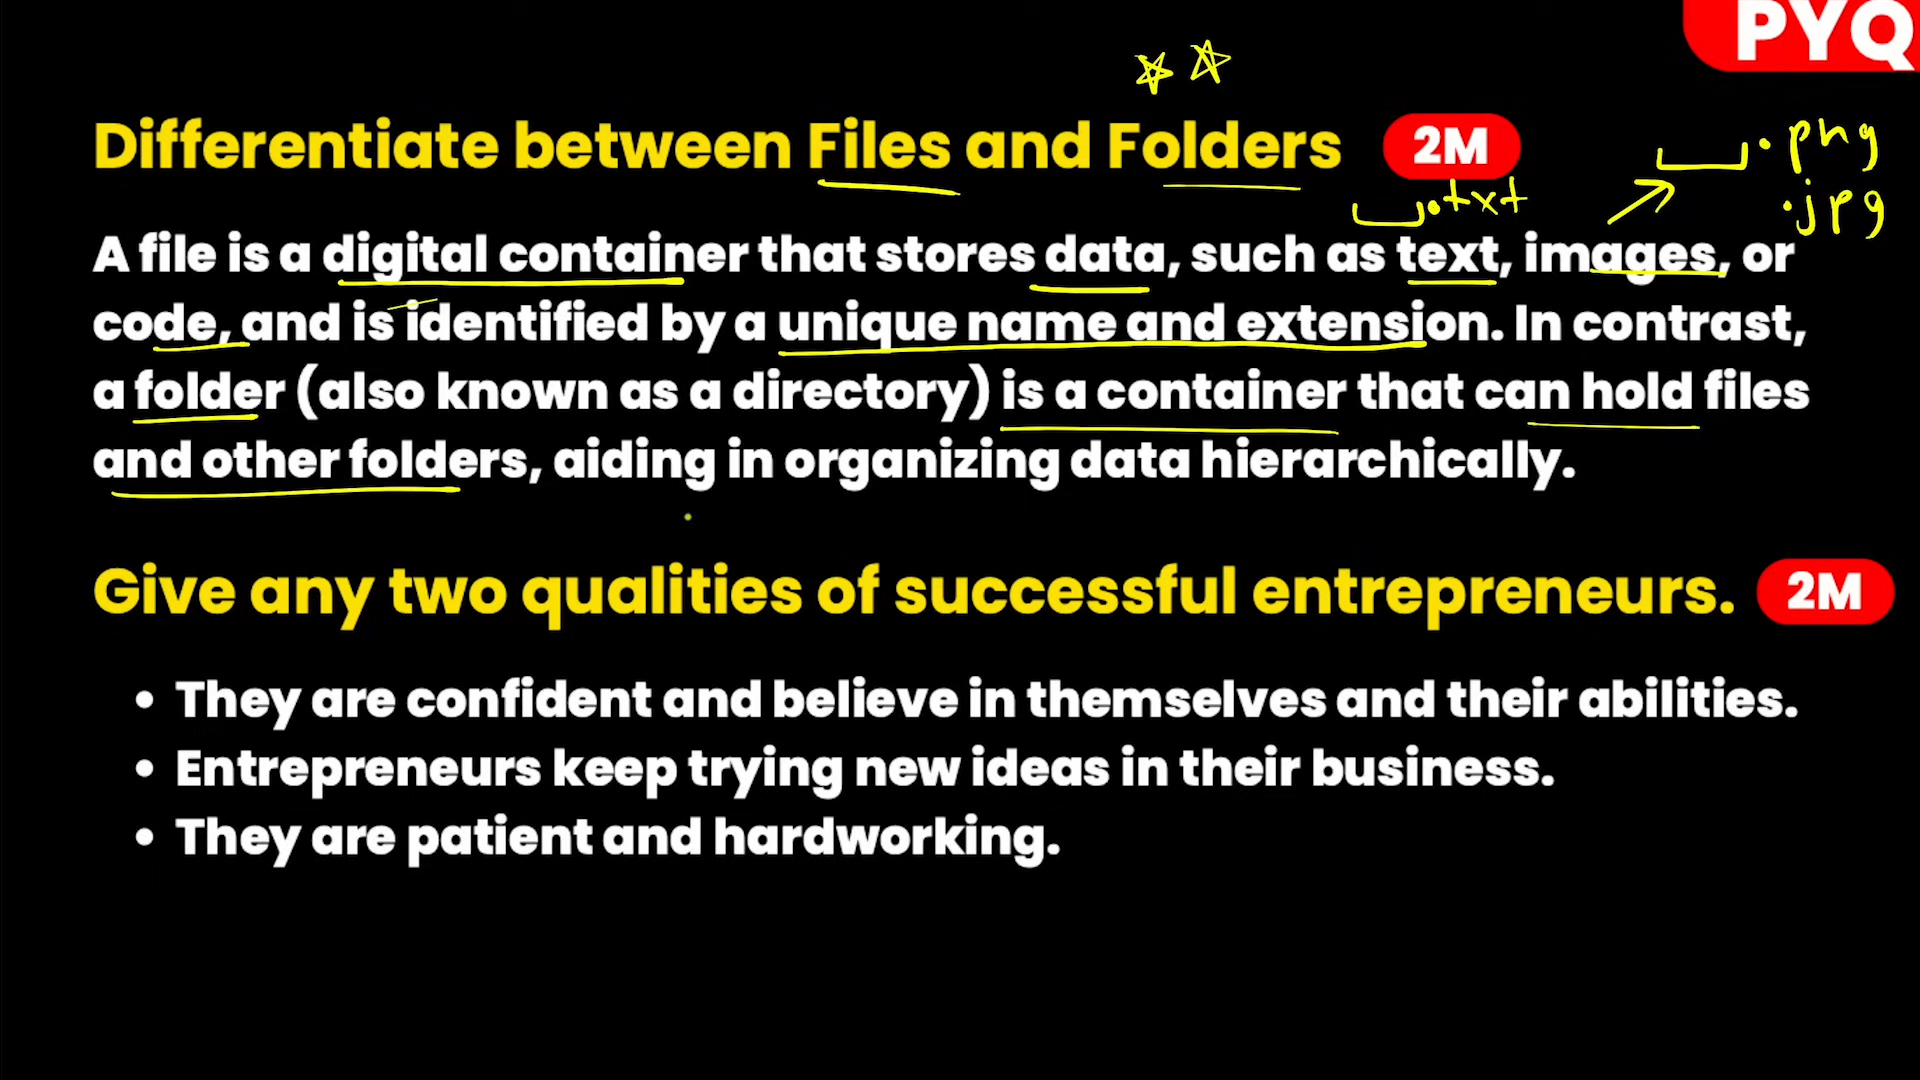 PYQ
Differentiate between Files and Folders 2M
.png
.txt
.jpg
A file is a digital container that stores data, such as text, images, or
code, and is identified by a unique name and extension. In contrast,
a folder (also known as a directory) is a container that can hold files
and other folders, aiding in organizing data hierarchically.
Give any two qualities of successful entrepreneurs. 2M
• They are confident and believe in themselves and their abilities.
• Entrepreneurs keep trying new ideas in their business.
• They are patient and hardworking.